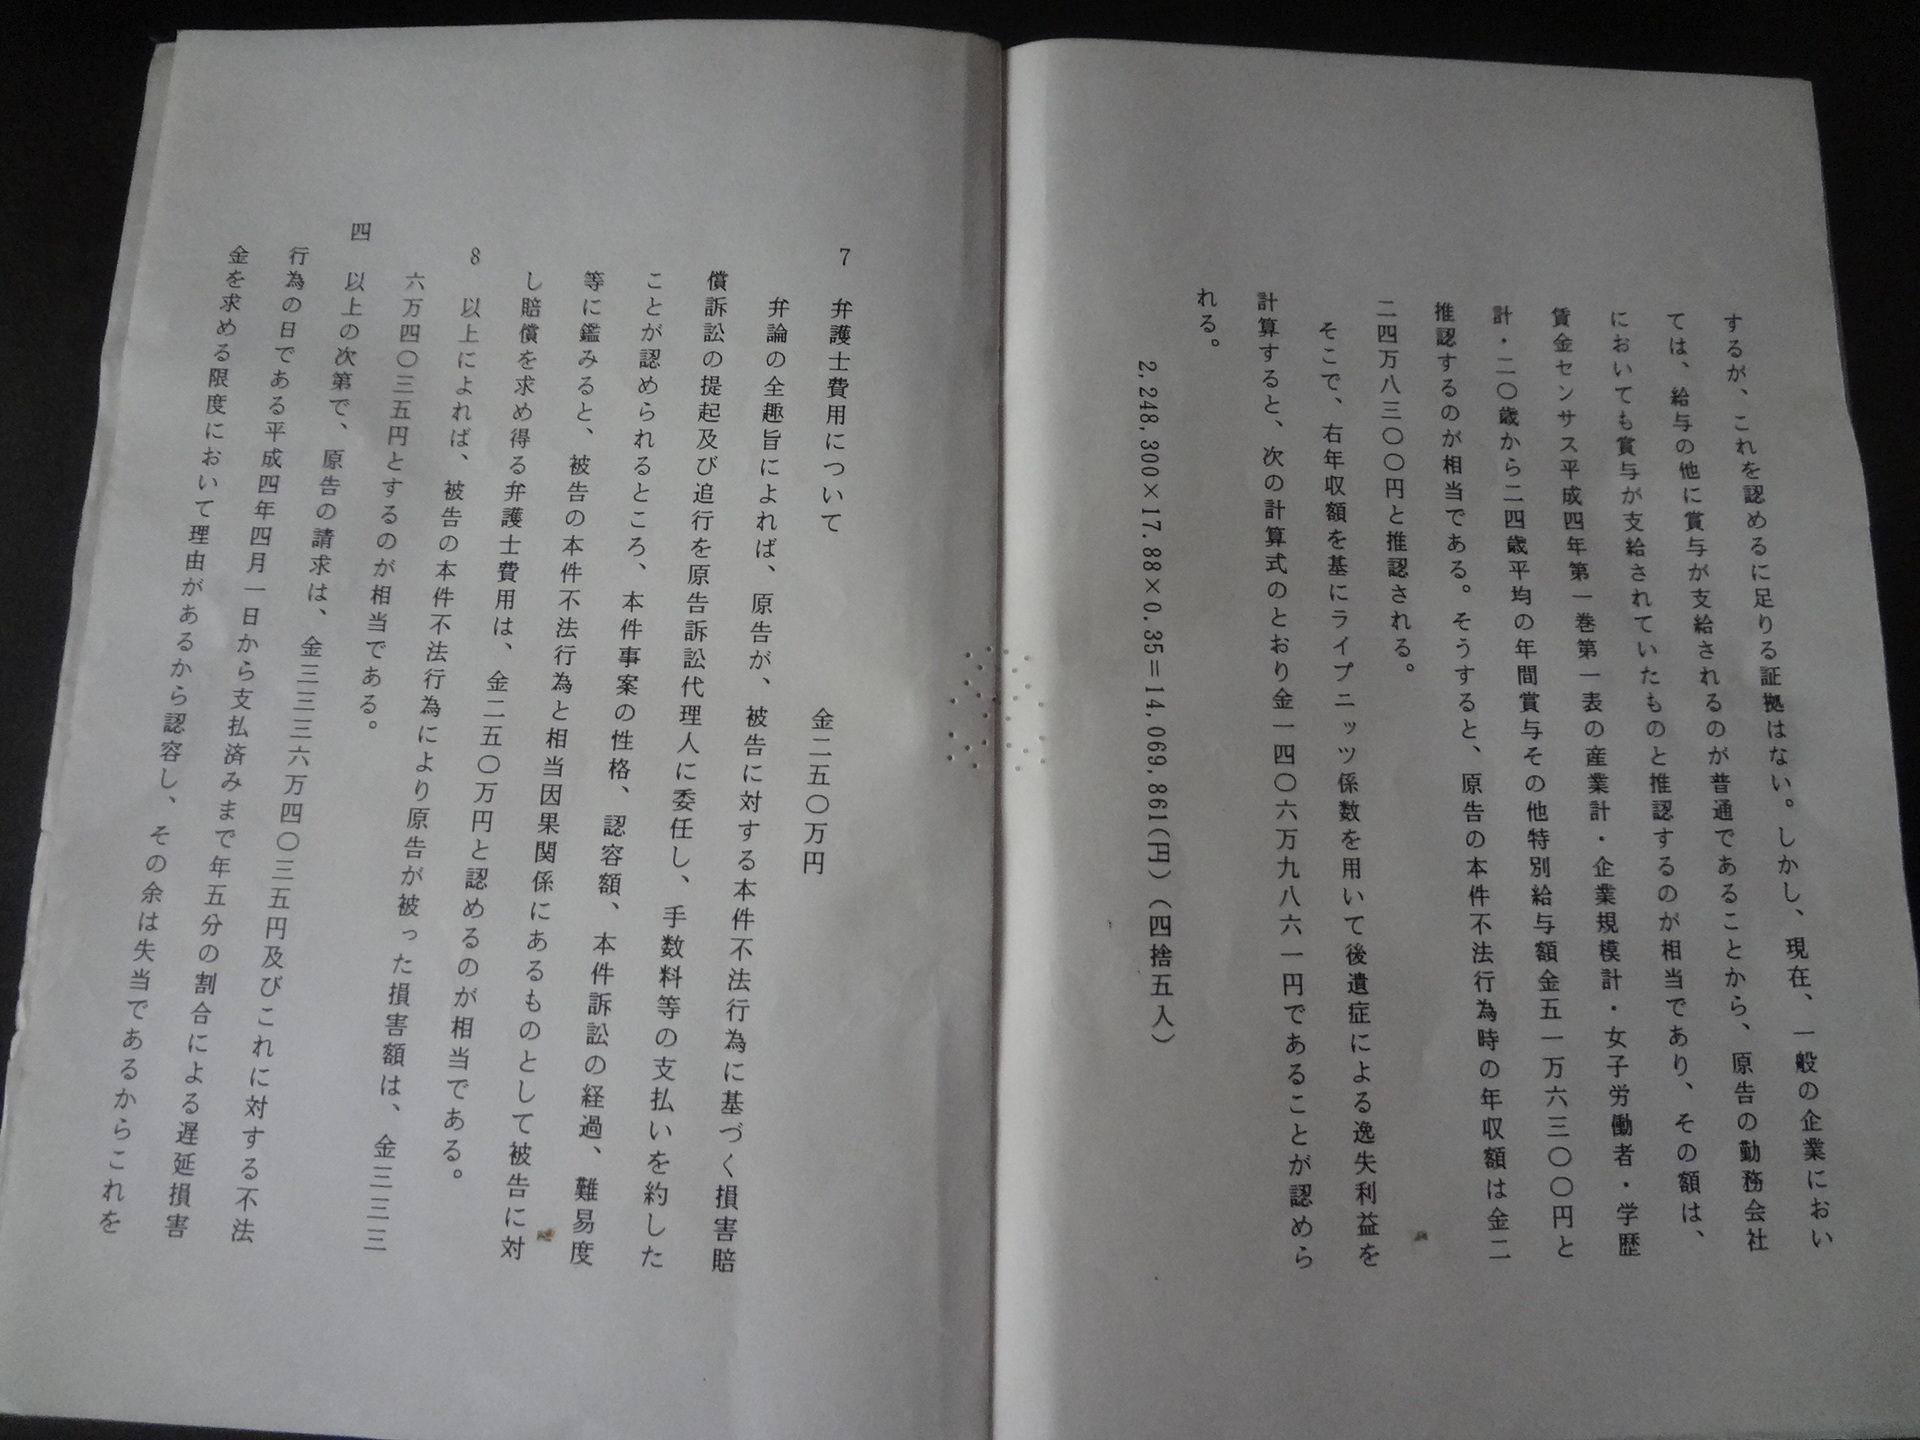 するが、これを認めるに足りる証拠はない。しかし、現在、一般の企業におい
ては、給与の他に賞与が支給されるのが普通であることから、原告の勤務会社
においても賞与が支給されていたものと推認するのが相当であり、その額は、
賃金センサス平成四年第一巻第一表の産業計・企業規模計・女子労働者・学歴
計・二〇歳から二四歳平均の年間賞与その他特別給与額金五一万六三〇〇円と
推認するのが相当である。そうすると、原告の本件不法行為時の年収額は金二
二四万八三〇〇円と推認される。
そこで、右年収額を基にライプニッツ係数を用いて後遺症による逸失利益を
計算すると、次の計算式のとおり金一四〇六万九八六一円であることが認めら
れる。
2,248,300×17.88×0.35=14,069,861(円)(四捨五入)
7 弁護士費用について 金二五〇万円
弁論の全趣旨によれば、原告が、被告に対する本件不法行為に基づく損害賠
償訴訟の提起及び追行を原告訴訟代理人に委任し、手数料等の支払いを約した
ことが認められるところ、本件事案の性格、認容額、本件訴訟の経過、難易度
等に鑑みると、被告の本件不法行為と相当因果関係にあるものとして被告に対
し賠償を求め得る弁護士費用は、金二五〇万円と認めるのが相当である。
8 以上によれば、被告の本件不法行為により原告が被った損害額は、金三三三
六万四〇三五円とするのが相当である。
四 以上の次第で、原告の請求は、金三三三六万四〇三五円及びこれに対する不法
行為の日である平成四年四月一日から支払済みまで年五分の割合による遅延損害
金を求める限度において理由があるから認容し、その余は失当であるからこれを